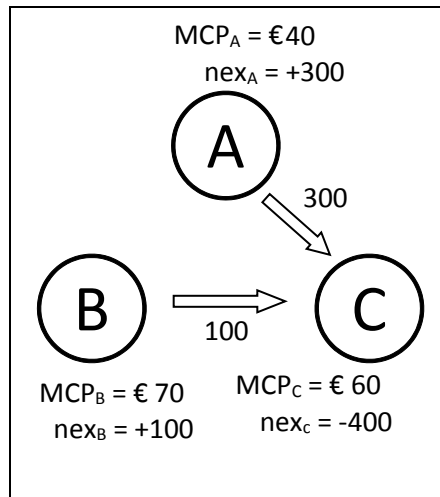 MCPA = €40
nexA = +300
A
300
B
100
C
MCPB = € 70
nexB = +100
MCPC = € 60
nexc = -400